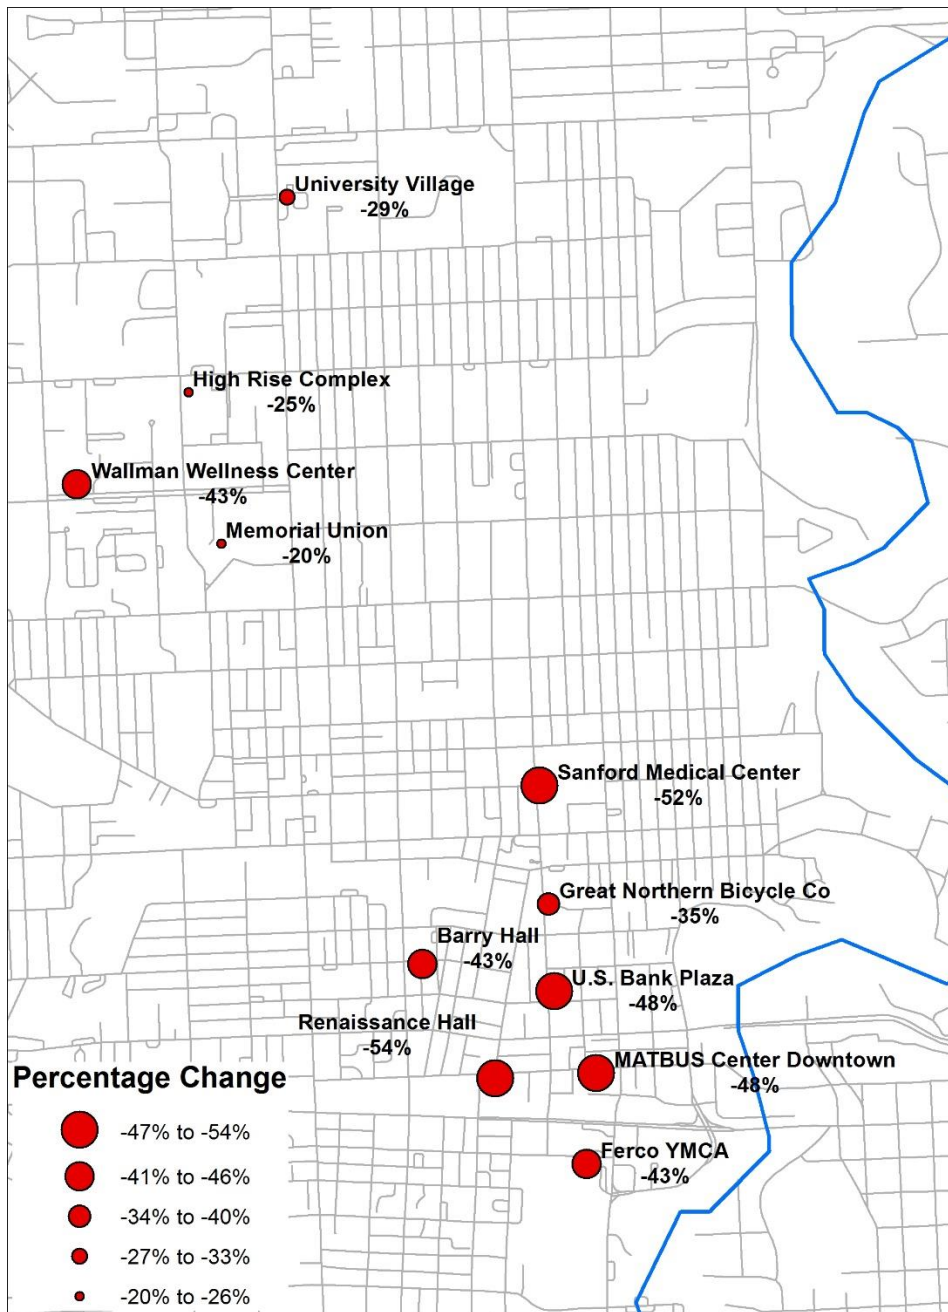 University Village
-29%
High Rise Complex
-25%
Wallman Wellness Center
-43%
Memorial Union
-20%
Sanford Medical Center
-52%
Great Northern Bicycle Co
-35%
Barry Hall
-43%
U.S. Bank Plaza
-48%
Renaissance Hall
-54%
MATBUS Center Downtown
-48%
Ferco YMCA
-43%
Percentage Change
-47% to -54%
-41% to -46%
-34% to -40%
-27% to -33%
-20% to -26%